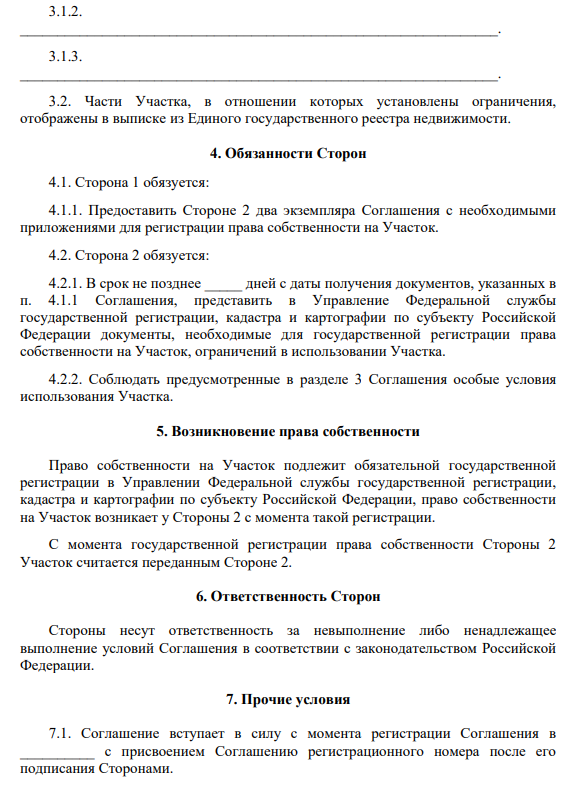 3.1.2.
________________________________________________________________.
3.1.3.
________________________________________________________________.
3.2. Части Участка, в отношении которых установлены ограничения,
отображены в выписке из Единого государственного реестра недвижимости.
4. Обязанности Сторон
4.1. Сторона 1 обязуется:
4.1.1. Предоставить Стороне 2 два экземпляра Соглашения с необходимыми
приложениями для регистрации права собственности на Участок.
4.2. Сторона 2 обязуется:
4.2.1. В срок не позднее _____ дней с даты получения документов, указанных в
п. 4.1.1 Соглашения, представить в Управление Федеральной службы
государственной регистрации, кадастра и картографии по субъекту Российской
Федерации документы, необходимые для государственной регистрации права
собственности на Участок, ограничений в использовании Участка.
4.2.2. Соблюдать предусмотренные в разделе 3 Соглашения особые условия
использования Участка.
5. Возникновение права собственности
Право собственности на Участок подлежит обязательной государственной
регистрации в Управлении Федеральной службы государственной регистрации,
кадастра и картографии по субъекту Российской Федерации, право собственности
на Участок возникает у Стороны 2 с момента такой регистрации.
С момента государственной регистрации права собственности Стороны 2
Участок считается переданным Стороне 2.
6. Ответственность Сторон
Стороны несут ответственность за невыполнение либо ненадлежащее
выполнение условий Соглашения в соответствии с законодательством Российской
Федерации.
7. Прочие условия
7.1. Соглашение вступает в силу с момента регистрации Соглашения в
__________ с присвоением Соглашению регистрационного номера после его
подписания Сторонами.